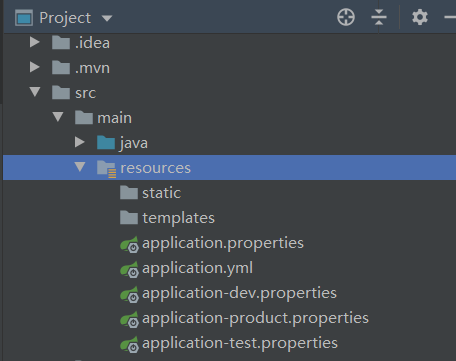 Project
.idea
.mvn
src
main
java
resources
static
templates
application.properties
application.yml
application-dev.properties
application-product.properties
application-test.properties